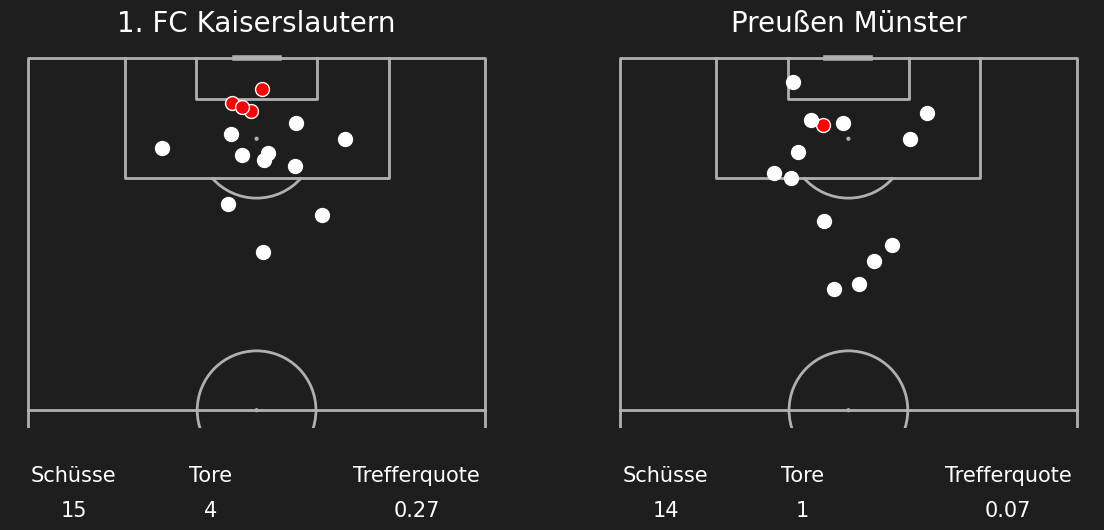 1. FC Kaiserslautern
Preußen Münster
Schüsse Tore Trefferquote
15 4 0.27
Schüsse Tore Trefferquote
14 1 0.07